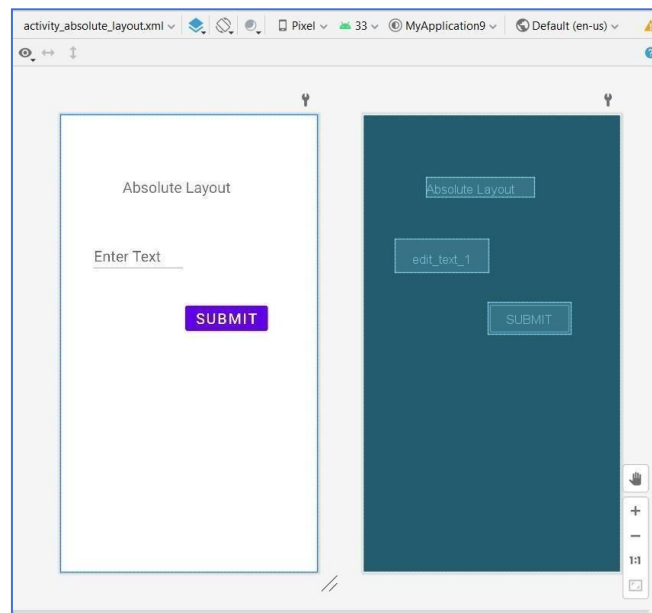 activity_absolute_layout.xml Pixel 33 MyApplication9 Default (en-us)
Absolute Layout
Enter Text
SUBMIT
Absolute Layout
edit_text_1
SUBMIT
1:1